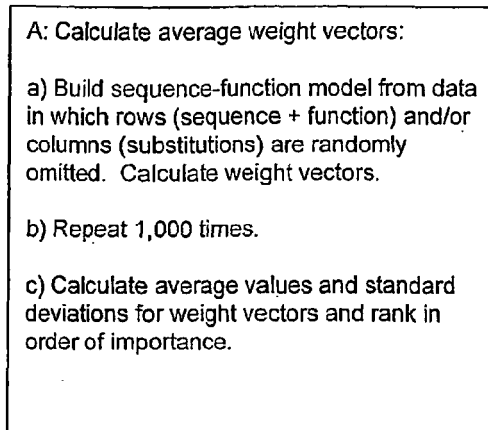 A: Calculate average weight vectors:
a) Build sequence-function model from data
in which rows (sequence + function) and/or
columns (substitutions) are randomly
omitted. Calculate weight vectors.
b) Repeat 1,000 times.
c) Calculate average values and standard
deviations for weight vectors and rank in
order of importance.